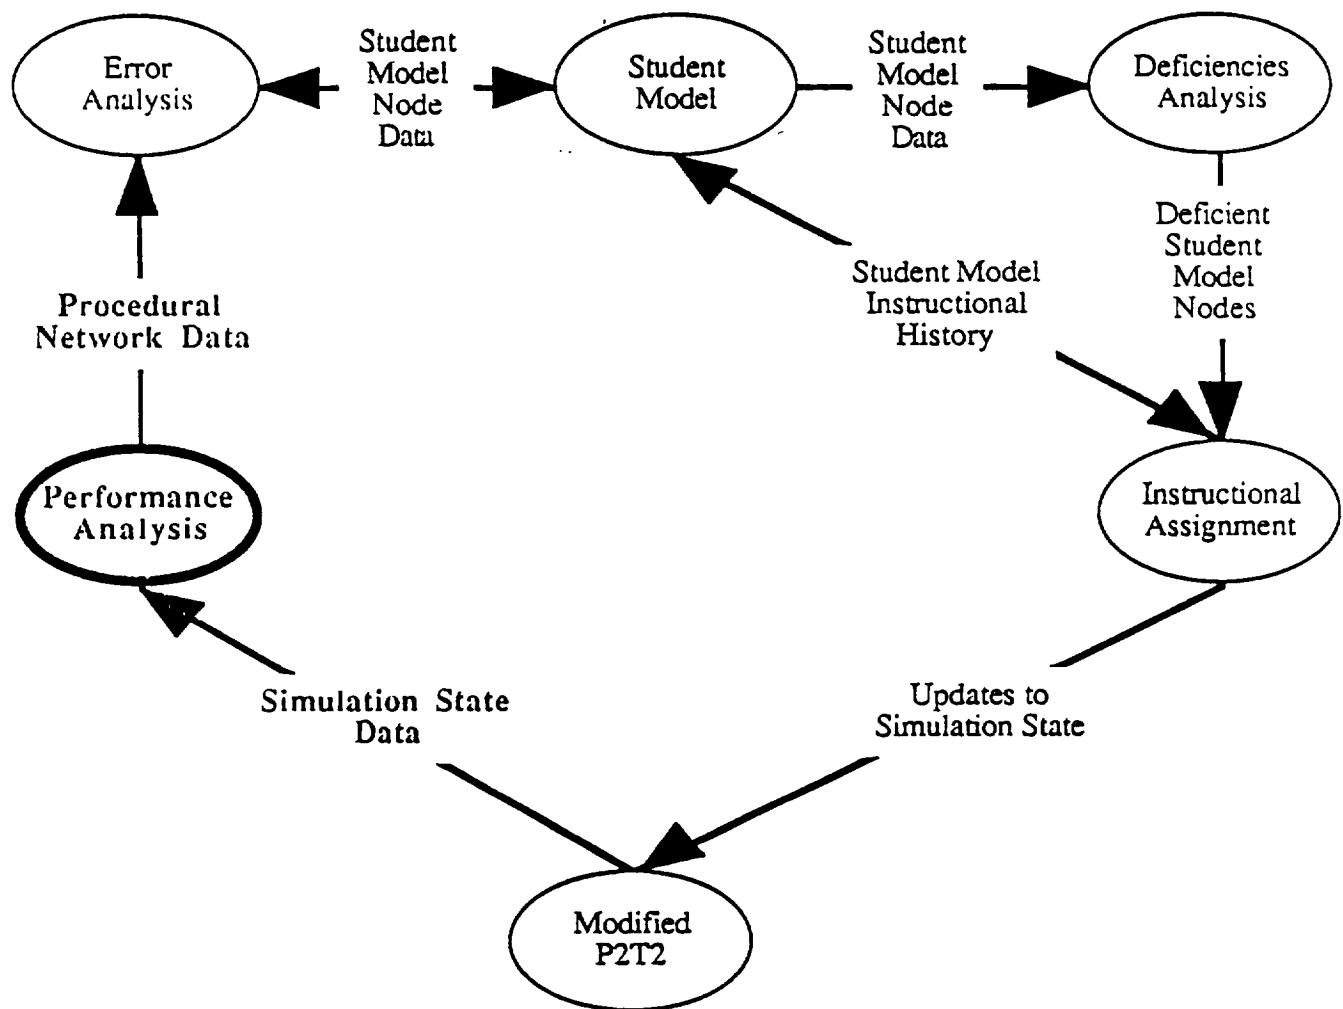 Error
Analysis
Student
Model
Node
Data
Student
Model
Student
Model
Node
Data
Deficiencies
Analysis
Deficient
Student
Model
Nodes
Student Model
Instructional
History
Procedural
Network Data
Performance
Analysis
Instructional
Assignment
Simulation State
Data
Updates to
Simulation State
Modified
P2T2